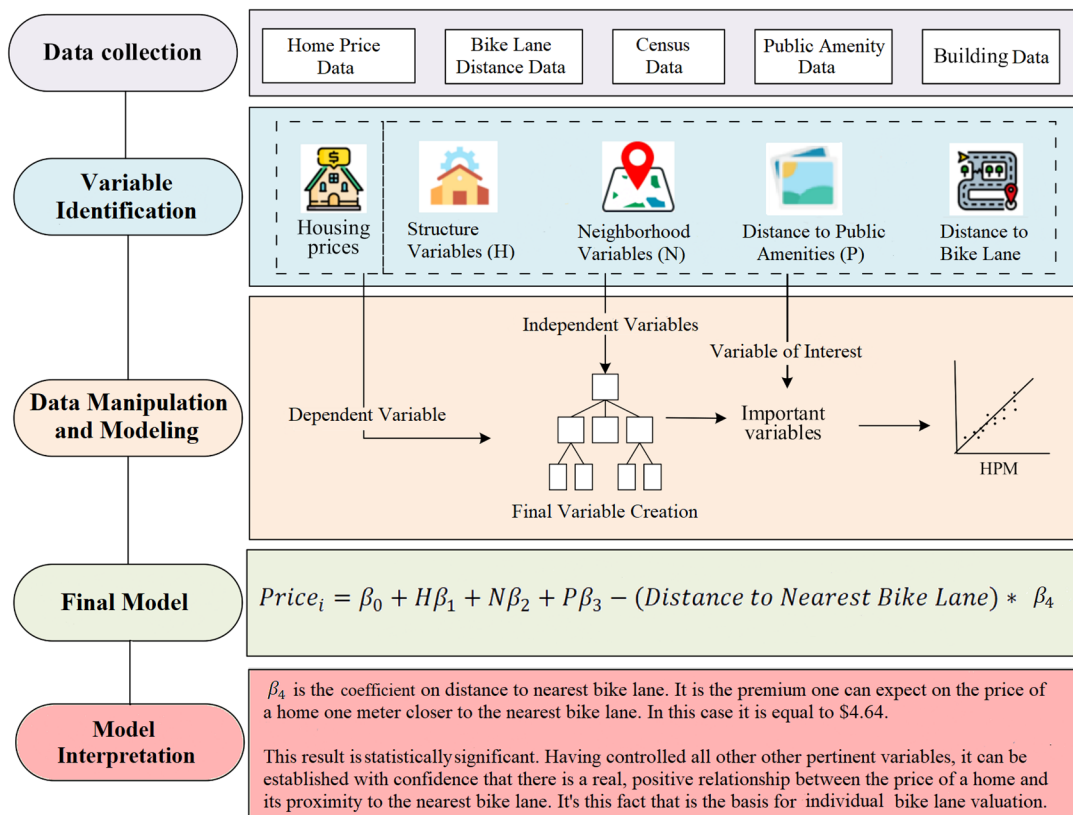 Data collection
Home Price
Data
Bike Lane
Distance Data
Census
Data
Public Amenity
Data
Building Data
Variable
Identification
$
Housing
prices
Structure
Variables (H)
Neighborhood
Variables (N)
Distance to Public
Amenities (P)
Distance to
Bike Lane
Data Manipulation
and Modeling
Independent Variables
Variable of Interest
Dependent Variable
Important
variables
Final Variable Creation
HPM
Final Model
Price_i = β_0 + Hβ_1 + Nβ_2 + Pβ_3 − (Distance to Nearest Bike Lane) * β_4
Model
Interpretation
β_4 is the coefficient on distance to nearest bike lane. It is the premium one can expect on the price of
a home one meter closer to the nearest bike lane. In this case it is equal to $4.64.
This result is statistically significant. Having controlled all other other pertinent variables, it can be
established with confidence that there is a real, positive relationship between the price of a home and
its proximity to the nearest bike lane. It's this fact that is the basis for individual bike lane valuation.